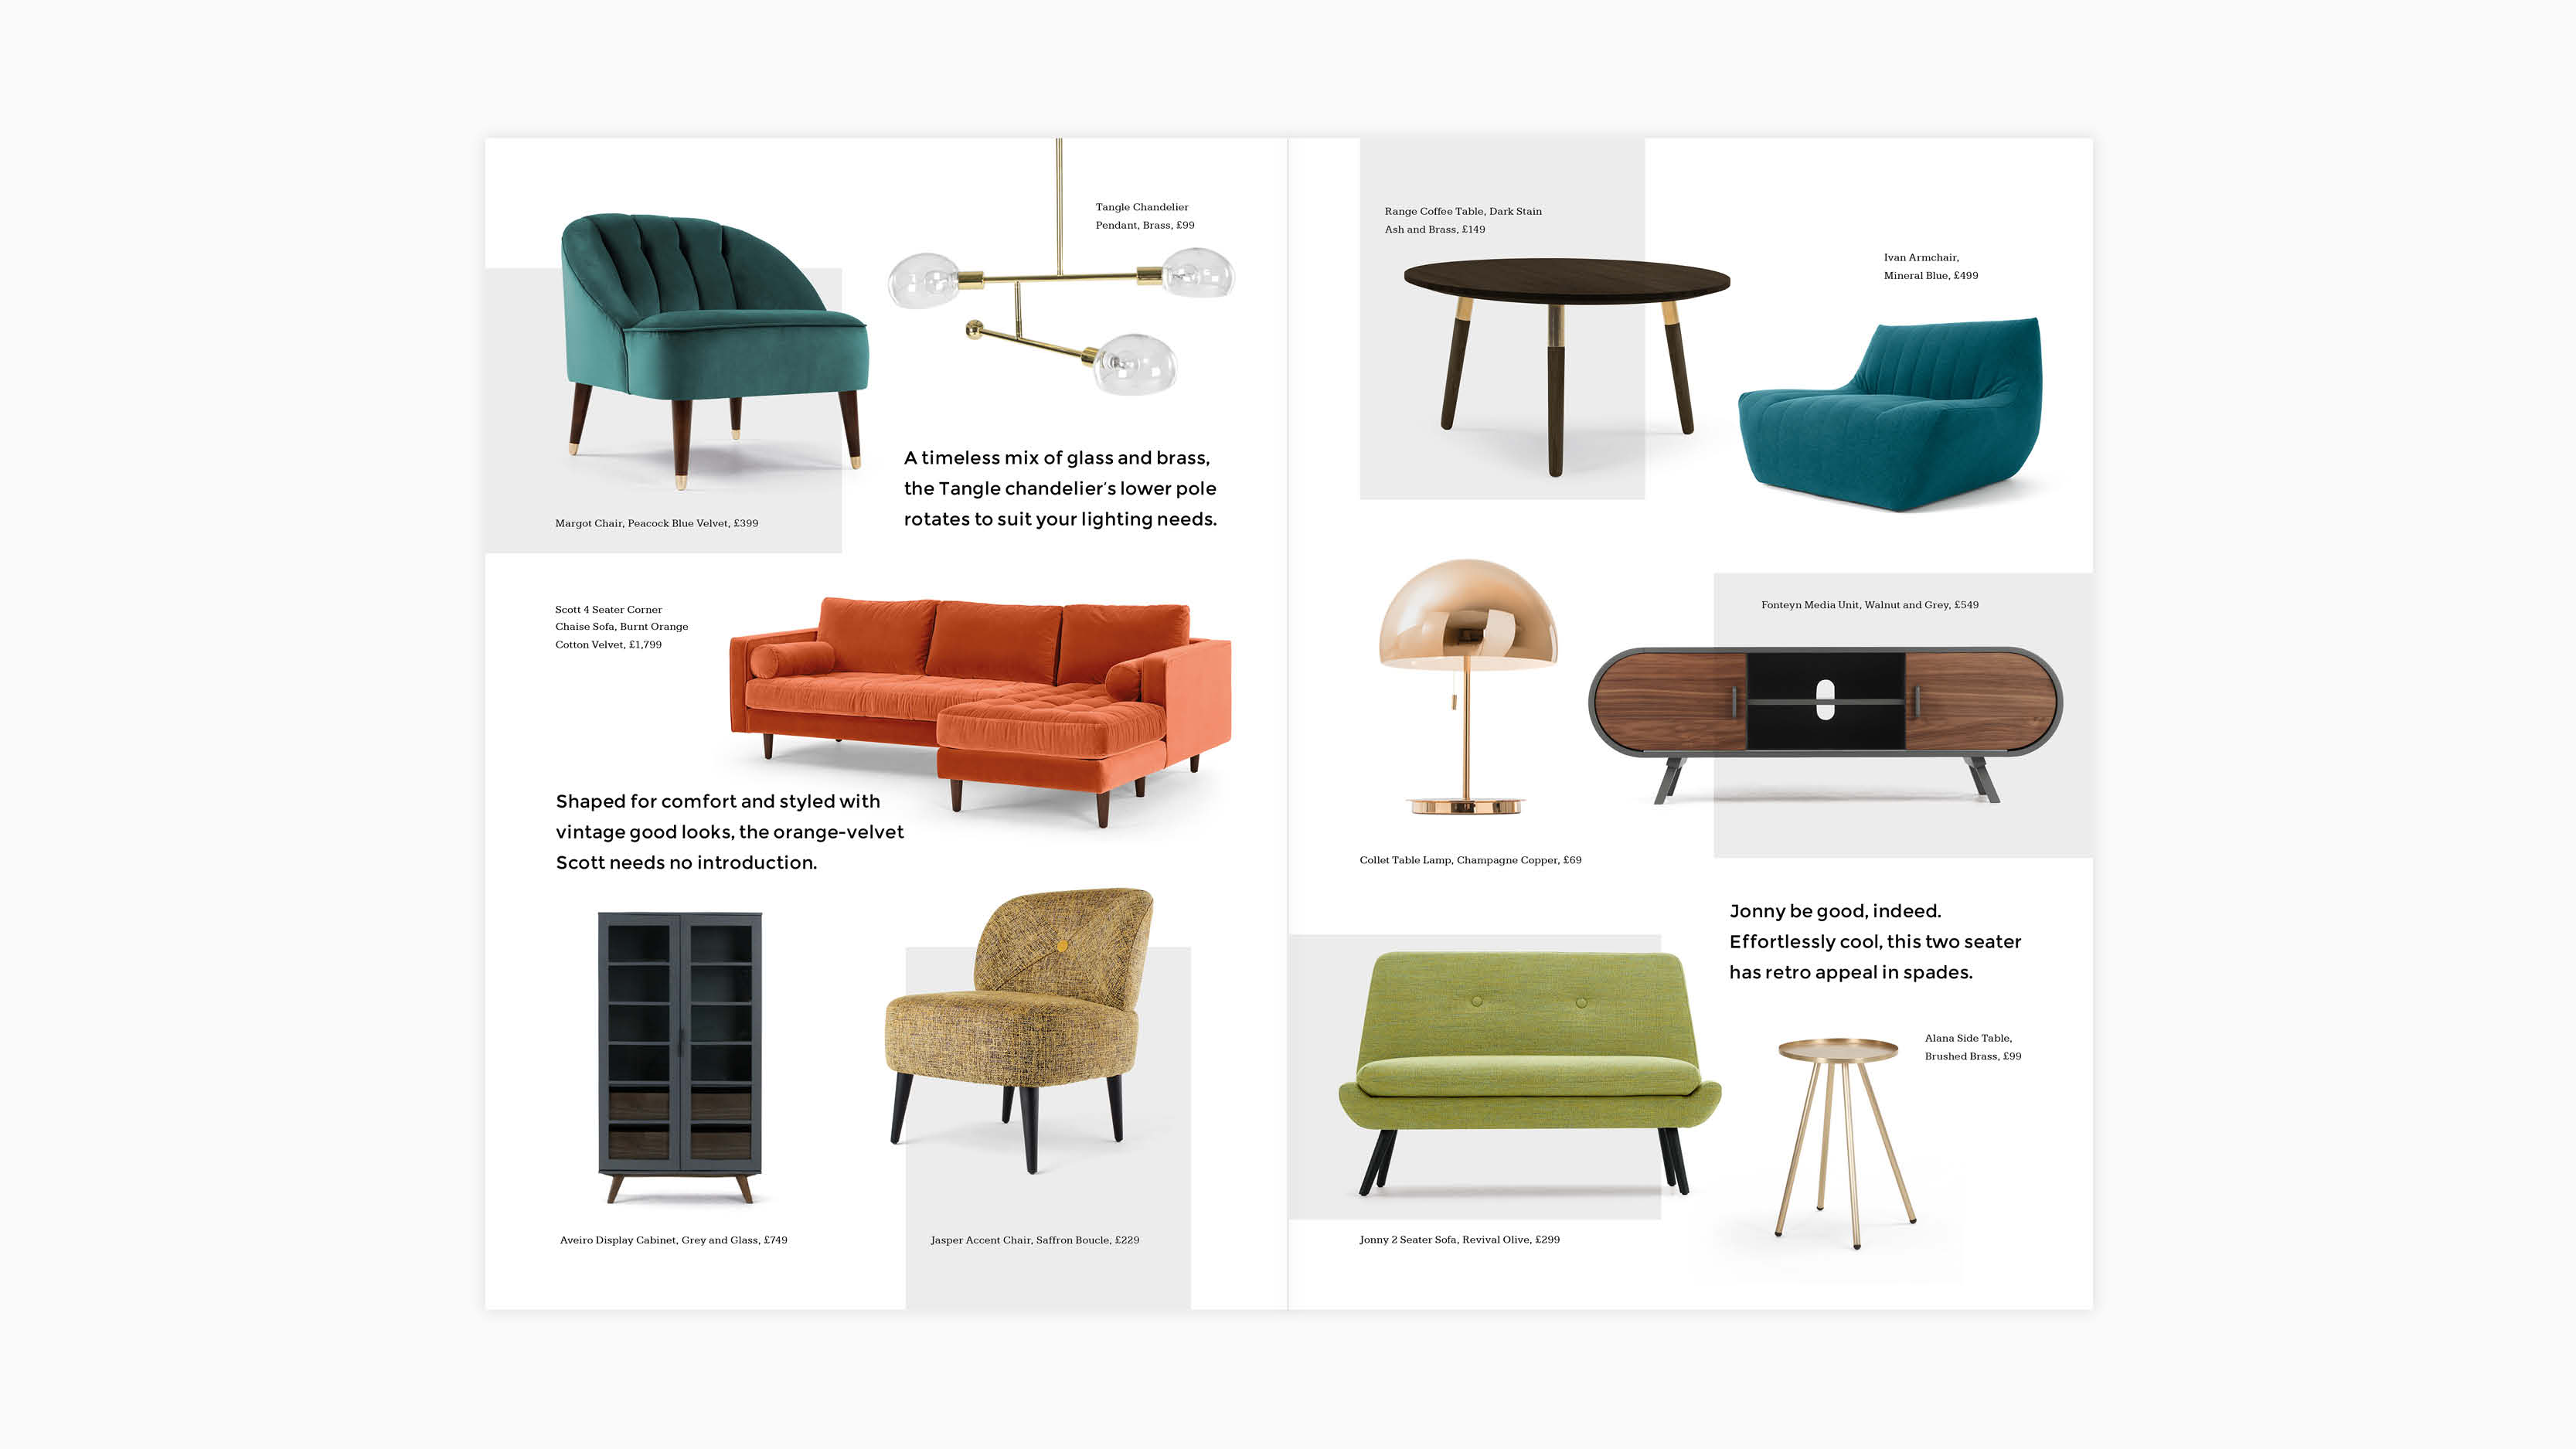 Tangle Chandelier
Pendant, Brass, £99
A timeless mix of glass and brass,
the Tangle chandelier's lower pole
rotates to suit your lighting needs.
Margot Chair, Peacock Blue Velvet, £399
Scott 4 Seater Corner
Chaise Sofa, Burnt Orange
Cotton Velvet, £1,799
Shaped for comfort and styled with
vintage good looks, the orange-velvet
Scott needs no introduction.
Aveiro Display Cabinet, Grey and Glass, £749
Jasper Accent Chair, Saffron Boucle, £229
Range Coffee Table, Dark Stain
Ash and Brass, £149
Ivan Armchair,
Mineral Blue, £499
Fonteyn Media Unit, Walnut and Grey, £549
Collet Table Lamp, Champagne Copper, £69
Jonny be good, indeed.
Effortlessly cool, this two seater
has retro appeal in spades.
Alana Side Table,
Brushed Brass, £99
Jonny 2 Seater Sofa, Revival Olive, £299